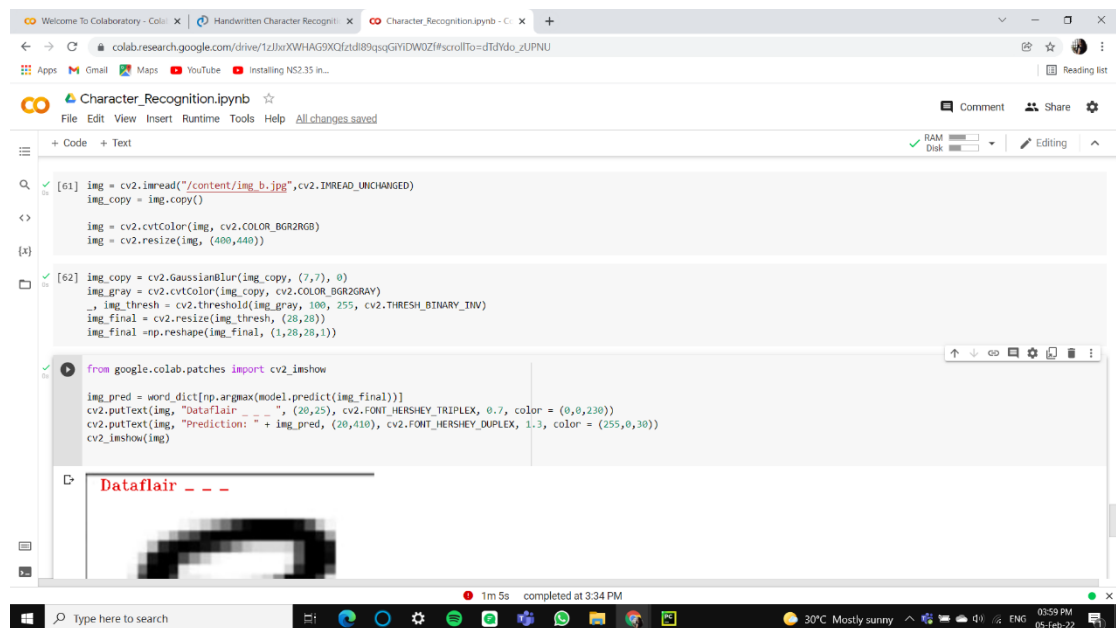 Welcome To Colaboratory - Colab
Handwritten Character Recogniti
Character_Recognition.ipynb - Co
colab.research.google.com/drive/1zJJxrXWHAG9XQfztdI89qsqGiYiDW0Zf#scrollTo=dTdYdo_zUPNU
Apps Gmail Maps YouTube Installing NS2.35 in... Reading list
Character_Recognition.ipynb
Comment Share
File Edit View Insert Runtime Tools Help All changes saved
+ Code + Text
RAM
Disk
Editing
[61] img = cv2.imread("/content/img_b.jpg",cv2.IMREAD_UNCHANGED)
0s
img_copy = img.copy()
img = cv2.cvtColor(img, cv2.COLOR_BGR2RGB)
img = cv2.resize(img, (400,440))
{x}
[62] img_copy = cv2.GaussianBlur(img_copy, (7,7), 0)
0s
img_gray = cv2.cvtColor(img_copy, cv2.COLOR_BGR2GRAY)
_, img_thresh = cv2.threshold(img_gray, 100, 255, cv2.THRESH_BINARY_INV)
img_final = cv2.resize(img_thresh, (28,28))
img_final =np.reshape(img_final, (1,28,28,1))
from google.colab.patches import cv2_imshow
0s
img_pred = word_dict[np.argmax(model.predict(img_final))]
cv2.putText(img, "Dataflair _ _ _ ", (20,25), cv2.FONT_HERSHEY_TRIPLEX, 0.7, color = (0,0,230))
cv2.putText(img, "Prediction: " + img_pred, (20,410), cv2.FONT_HERSHEY_DUPLEX, 1.3, color = (255,0,30))
cv2_imshow(img)
Dataflair _ _ _
1m 5s completed at 3:34 PM
Type here to search
30°C Mostly sunny
ENG
03:59 PM
05-Feb-22